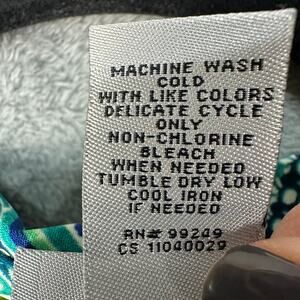 MACHINE WASH
COLD
WITH LIKE COLORS
DELICATE CYCLE
ONLY
NON-CHLORINE
BLEACH
WHEN NEEDED
TUMBLE DRY LOW
COOL IRON
IF NEEDED
RN# 99249
CS 11040029